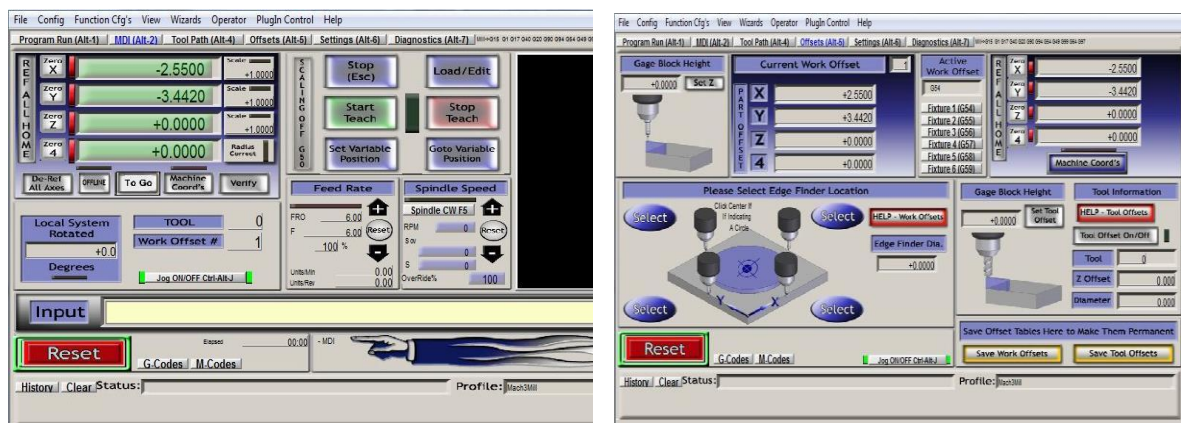 File Config Function Cfg's View Wizards Operator PlugIn Control Help
Program Run (Alt-1) MDI (Alt-2) Tool Path (Alt-4) Offsets (Alt-5) Settings (Alt-6) Diagnostics (Alt-7)
REF ALL HOME
Zero X -2.5500 Scale +1.0000
Zero Y -3.4420 Scale +1.0000
Zero Z +0.0000 Scale +1.0000
Zero 4 +0.0000 Radius Correct
De-Ref All Axes OFFLINE To Go Machine Coord's Verify
SCALING OFF G50
Stop (Esc) Load/Edit
Start Teach Stop Teach
Set Variable Position Goto Variable Position
Local System Rotated
+0.0
Degrees
TOOL 0
Work Offset # 1
Jog ON/OFF Ctrl-Alt-J
Feed Rate
FRO 6.00
F 6.00 Reset
100 %
Units/Min 0.00
Units/Rev 0.00
Spindle Speed
Spindle CW F5
RPM 0 Reset
S ov 0
S 0
OverRide% 100
Input
Reset
Elapsed 00:00
G-Codes M-Codes
- MDI
History Clear Status:
Profile: Mach3Mill
File Config Function Cfg's View Wizards Operator PlugIn Control Help
Program Run (Alt-1) MDI (Alt-2) Tool Path (Alt-4) Offsets (Alt-5) Settings (Alt-6) Diagnostics (Alt-7)
Gage Block Height
+0.0000 Set Z
Current Work Offset 1
PART OFFSET
X +2.5500
Y +3.4420
Z +0.0000
4 +0.0000
Active Work Offset
G54
Fixture 1 (G54)
Fixture 2 (G55)
Fixture 3 (G56)
Fixture 4 (G57)
Fixture 5 (G58)
Fixture 6 (G59)
REF ALL HOME
Zero X -2.5500
Zero Y -3.4420
Zero Z +0.0000
Zero 4 +0.0000
Machine Coord's
Please Select Edge Finder Location
Select
Click Center If
If Indicating
A Circle
Select
HELP - Work Offsets
Edge Finder Dia.
+0.0000
Y X
Select
Select
Gage Block Height
+0.0000 Set Tool Offset
Tool Information
HELP - Tool Offsets
Tool Offset On/Off
Tool 0
Z Offset 0.000
Diameter 0.000
Save Offset Tables Here to Make Them Permanent
Save Work Offsets Save Tool Offsets
Reset
G-Codes M-Codes
Jog ON/OFF Ctrl-Alt-J
History Clear Status:
Profile: Mach3Mill